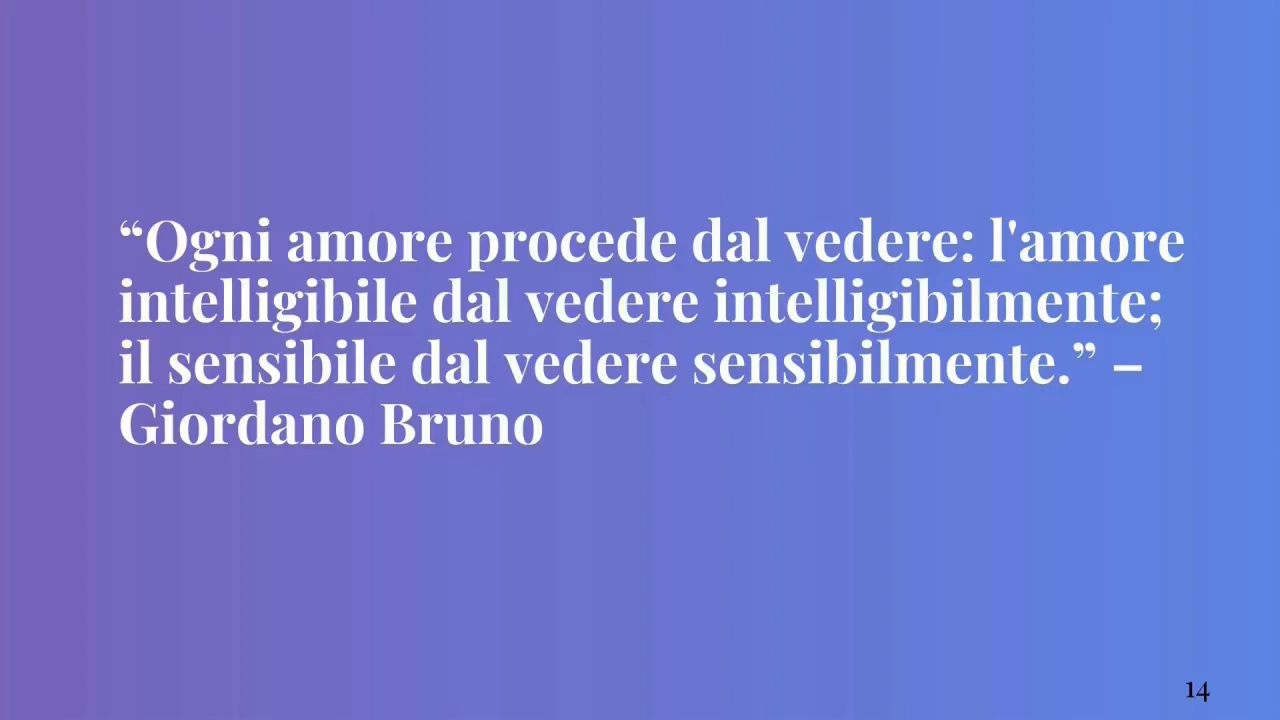 “Ogni amore procede dal vedere: l'amore
intelligibile dal vedere intelligibilmente;
il sensibile dal vedere sensibilmente.” –
Giordano Bruno
14